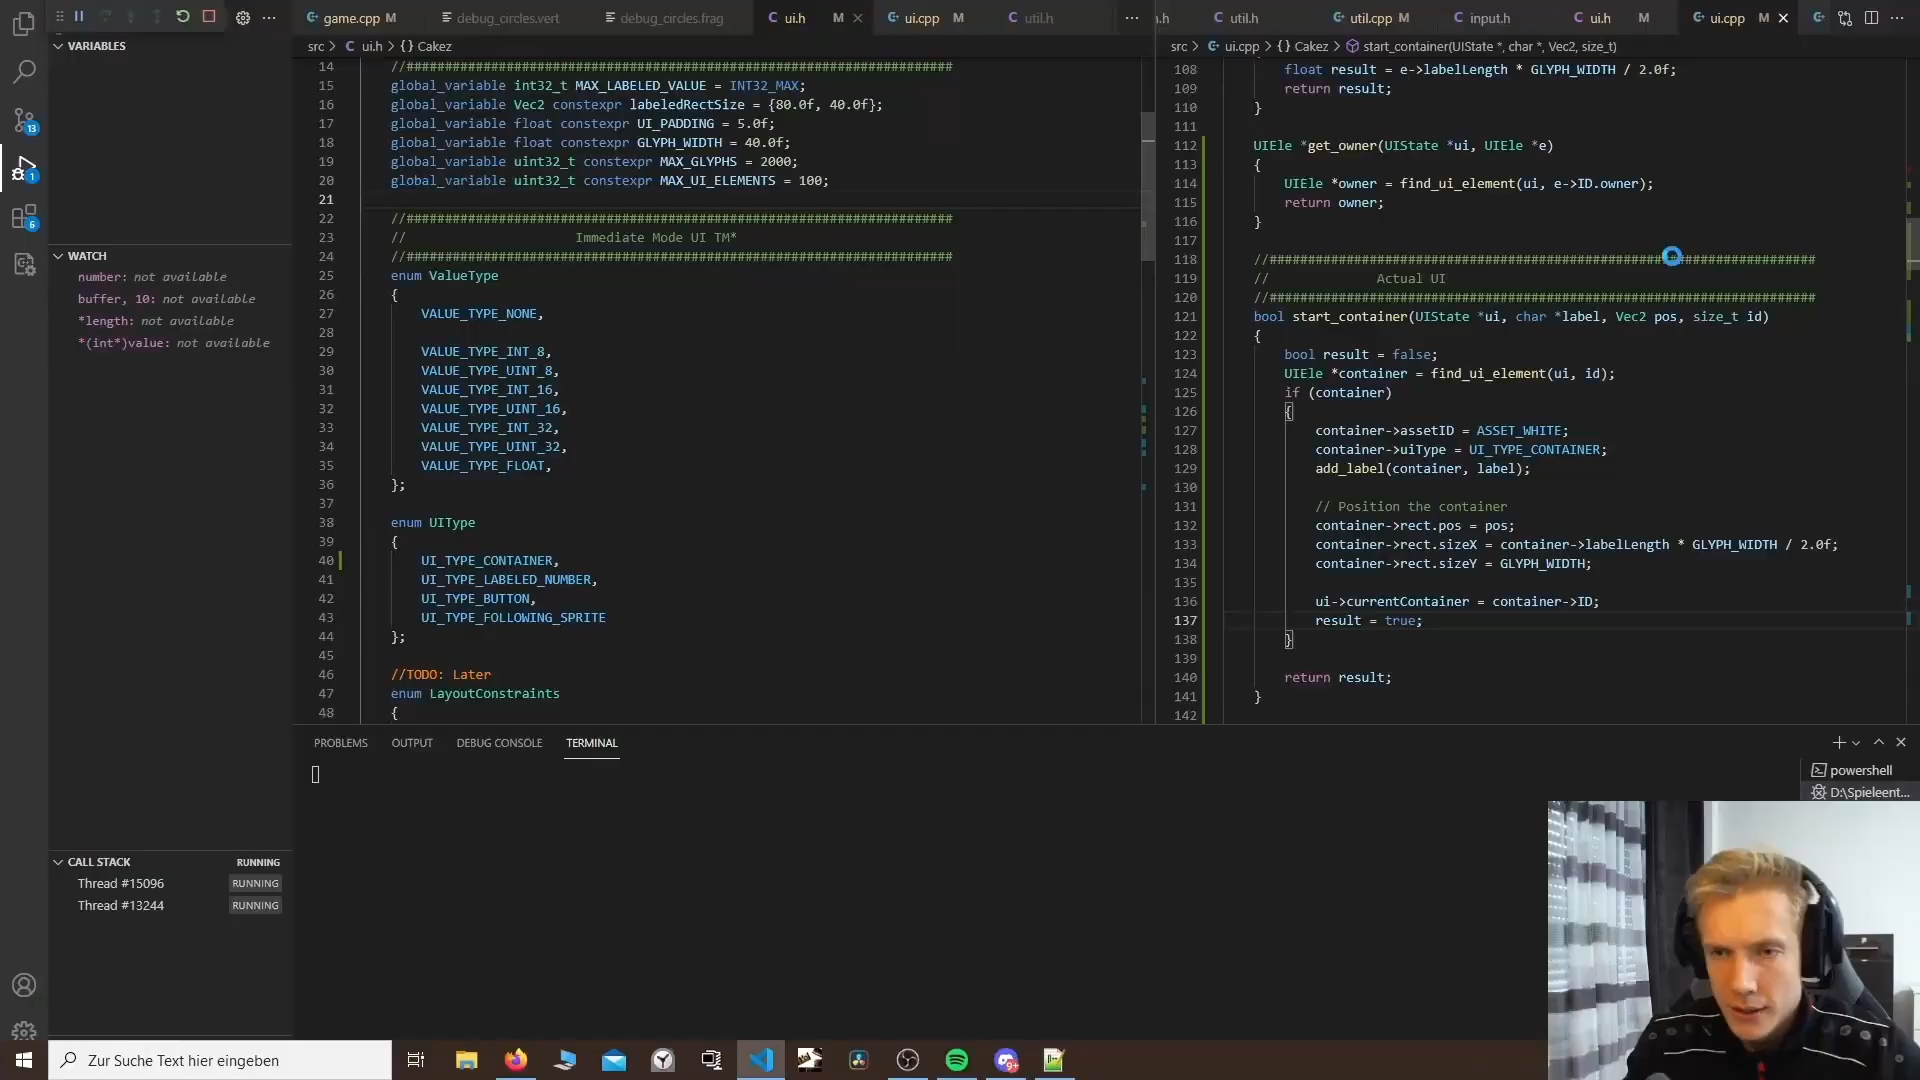 game.cpp M
debug_circles.vert
debug_circles.frag
ui.h M
ui.cpp M
util.h
.h
util.h
util.cpp M
input.h
ui.h M
ui.cpp M
VARIABLES
WATCH
number: not available
buffer, 10: not available
*length: not available
*(int*)value: not available
CALL STACK
RUNNING
Thread #15096
RUNNING
Thread #13244
RUNNING
13
1
6
src > ui.h > {} Cakez
14 //#######################################################################
15 global_variable int32_t MAX_LABELED_VALUE = INT32_MAX;
16 global_variable Vec2 constexpr labeledRectSize = {80.0f, 40.0f};
17 global_variable float constexpr UI_PADDING = 5.0f;
18 global_variable float constexpr GLYPH_WIDTH = 40.0f;
19 global_variable uint32_t constexpr MAX_GLYPHS = 2000;
20 global_variable uint32_t constexpr MAX_UI_ELEMENTS = 100;
21
22 //#######################################################################
23 // Immediate Mode UI TM*
24 //#######################################################################
25 enum ValueType
26 {
27 VALUE_TYPE_NONE,
28
29 VALUE_TYPE_INT_8,
30 VALUE_TYPE_UINT_8,
31 VALUE_TYPE_INT_16,
32 VALUE_TYPE_UINT_16,
33 VALUE_TYPE_INT_32,
34 VALUE_TYPE_UINT_32,
35 VALUE_TYPE_FLOAT,
36 };
37
38 enum UIType
39 {
40 UI_TYPE_CONTAINER,
41 UI_TYPE_LABELED_NUMBER,
42 UI_TYPE_BUTTON,
43 UI_TYPE_FOLLOWING_SPRITE
44 };
45
46 //TODO: Later
47 enum LayoutConstraints
48 {
src > ui.cpp > {} Cakez > start_container(UIState *, char *, Vec2, size_t)
108 float result = e->labelLength * GLYPH_WIDTH / 2.0f;
109 return result;
110 }
111
112 UIEle *get_owner(UIState *ui, UIEle *e)
113 {
114 UIEle *owner = find_ui_element(ui, e->ID.owner);
115 return owner;
116 }
117
118 //#######################################################################
119 // Actual UI
120 //#######################################################################
121 bool start_container(UIState *ui, char *label, Vec2 pos, size_t id)
122 {
123 bool result = false;
124 UIEle *container = find_ui_element(ui, id);
125 if (container)
126 {
127 container->assetID = ASSET_WHITE;
128 container->uiType = UI_TYPE_CONTAINER;
129 add_label(container, label);
130
131 // Position the container
132 container->rect.pos = pos;
133 container->rect.sizeX = container->labelLength * GLYPH_WIDTH / 2.0f;
134 container->rect.sizeY = GLYPH_WIDTH;
135
136 ui->currentContainer = container->ID;
137 result = true;
138 }
139
140 return result;
141 }
142
PROBLEMS
OUTPUT
DEBUG CONSOLE
TERMINAL
powershell
D:\Spieleent...
Zur Suche Text hier eingeben
9+